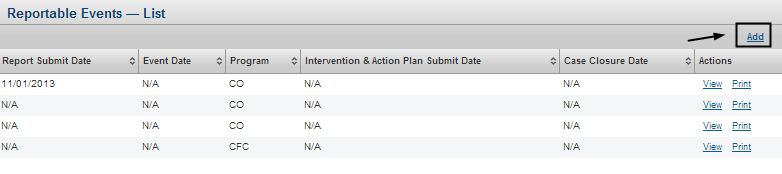 Reportable Events — List
Add
Report Submit Date Event Date Program Intervention & Action Plan Submit Date Case Closure Date Actions
11/01/2013 N/A CO N/A N/A View Print
N/A N/A CO N/A N/A View Print
N/A N/A CO N/A N/A View Print
N/A N/A CFC N/A N/A View Print